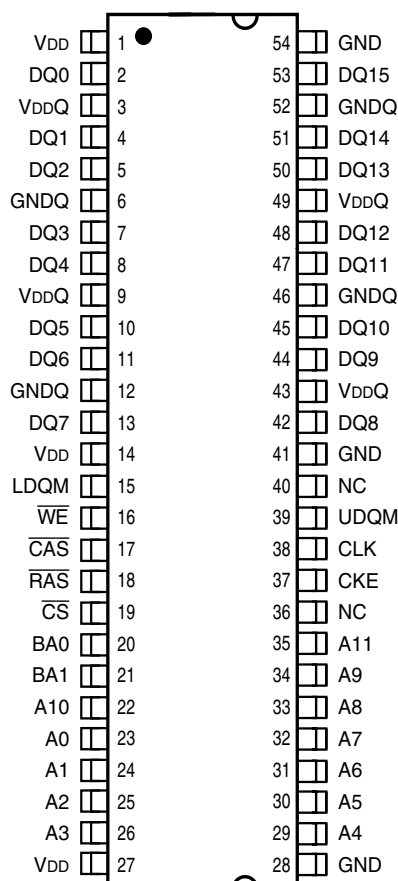 VDD 1 54 GND
DQ0 2 53 DQ15
VDDQ 3 52 GNDQ
DQ1 4 51 DQ14
DQ2 5 50 DQ13
GNDQ 6 49 VDDQ
DQ3 7 48 DQ12
DQ4 8 47 DQ11
VDDQ 9 46 GNDQ
DQ5 10 45 DQ10
DQ6 11 44 DQ9
GNDQ 12 43 VDDQ
DQ7 13 42 DQ8
VDD 14 41 GND
LDQM 15 40 NC
W̅E̅ 16 39 UDQM
C̅A̅S̅ 17 38 CLK
R̅A̅S̅ 18 37 CKE
C̅S̅ 19 36 NC
BA0 20 35 A11
BA1 21 34 A9
A10 22 33 A8
A0 23 32 A7
A1 24 31 A6
A2 25 30 A5
A3 26 29 A4
VDD 27 28 GND